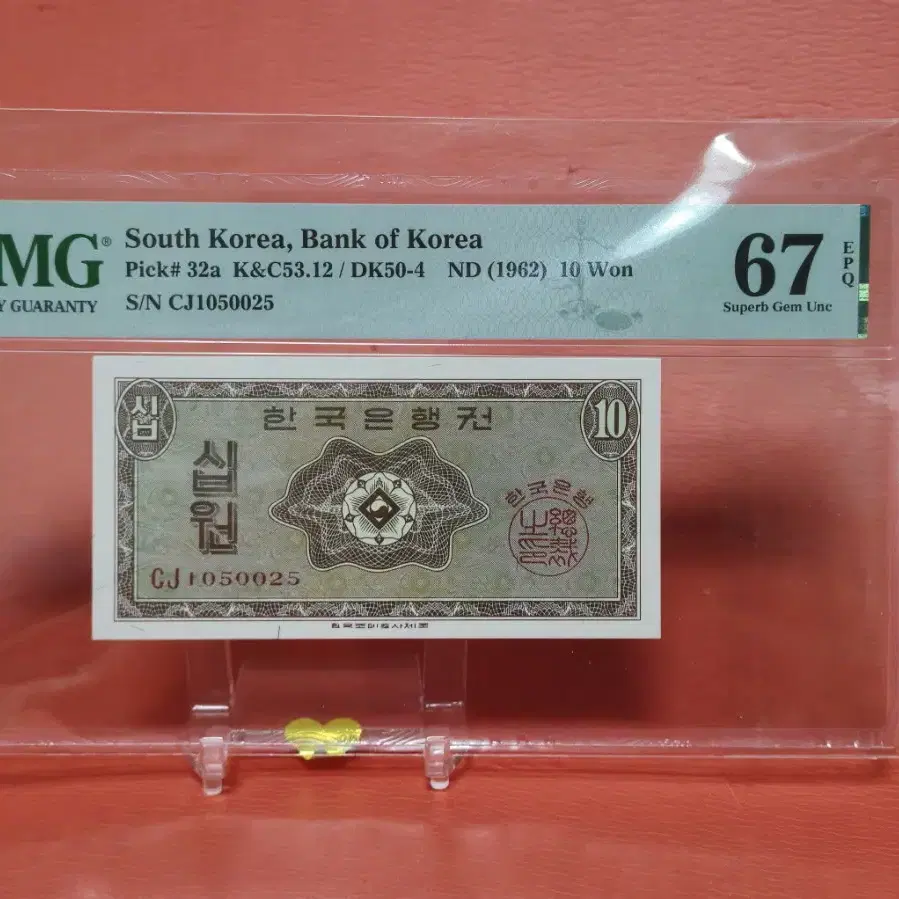 MG®
Y GUARANTY
South Korea, Bank of Korea
Pick# 32a K&C53.12 / DK50-4 ND (1962) 10 Won
S/N CJ1050025
67
EPQ
Superb Gem Unc
십
한국은행권
10
십원
한국은행
CJ1050025